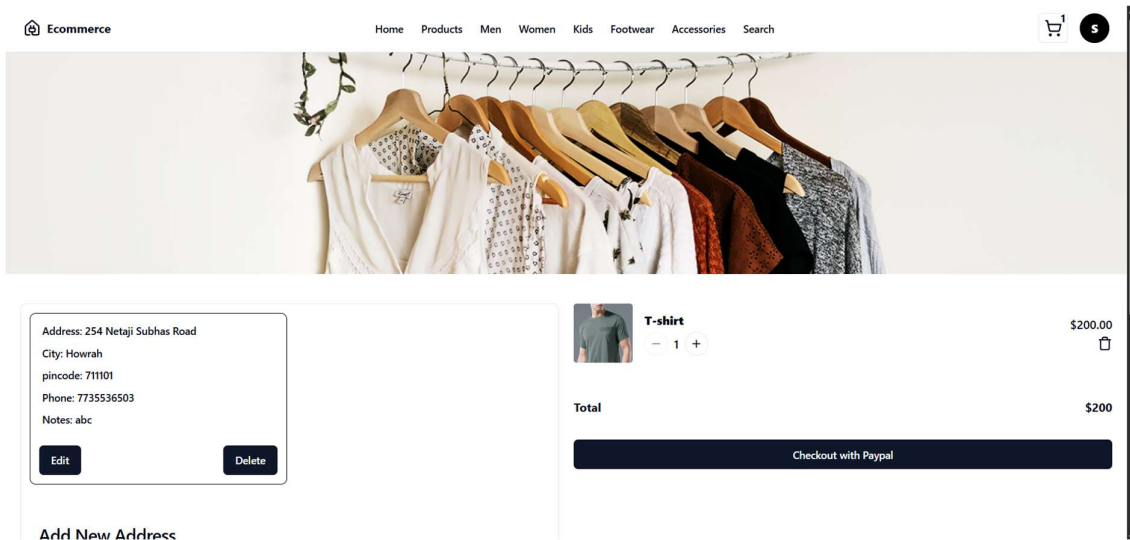 Ecommerce
Home Products Men Women Kids Footwear Accessories Search
1
S
Address: 254 Netaji Subhas Road
City: Howrah
pincode: 711101
Phone: 7735536503
Notes: abc
Edit Delete
Add New Address
T-shirt
$200.00
− 1 +
Total $200
Checkout with Paypal